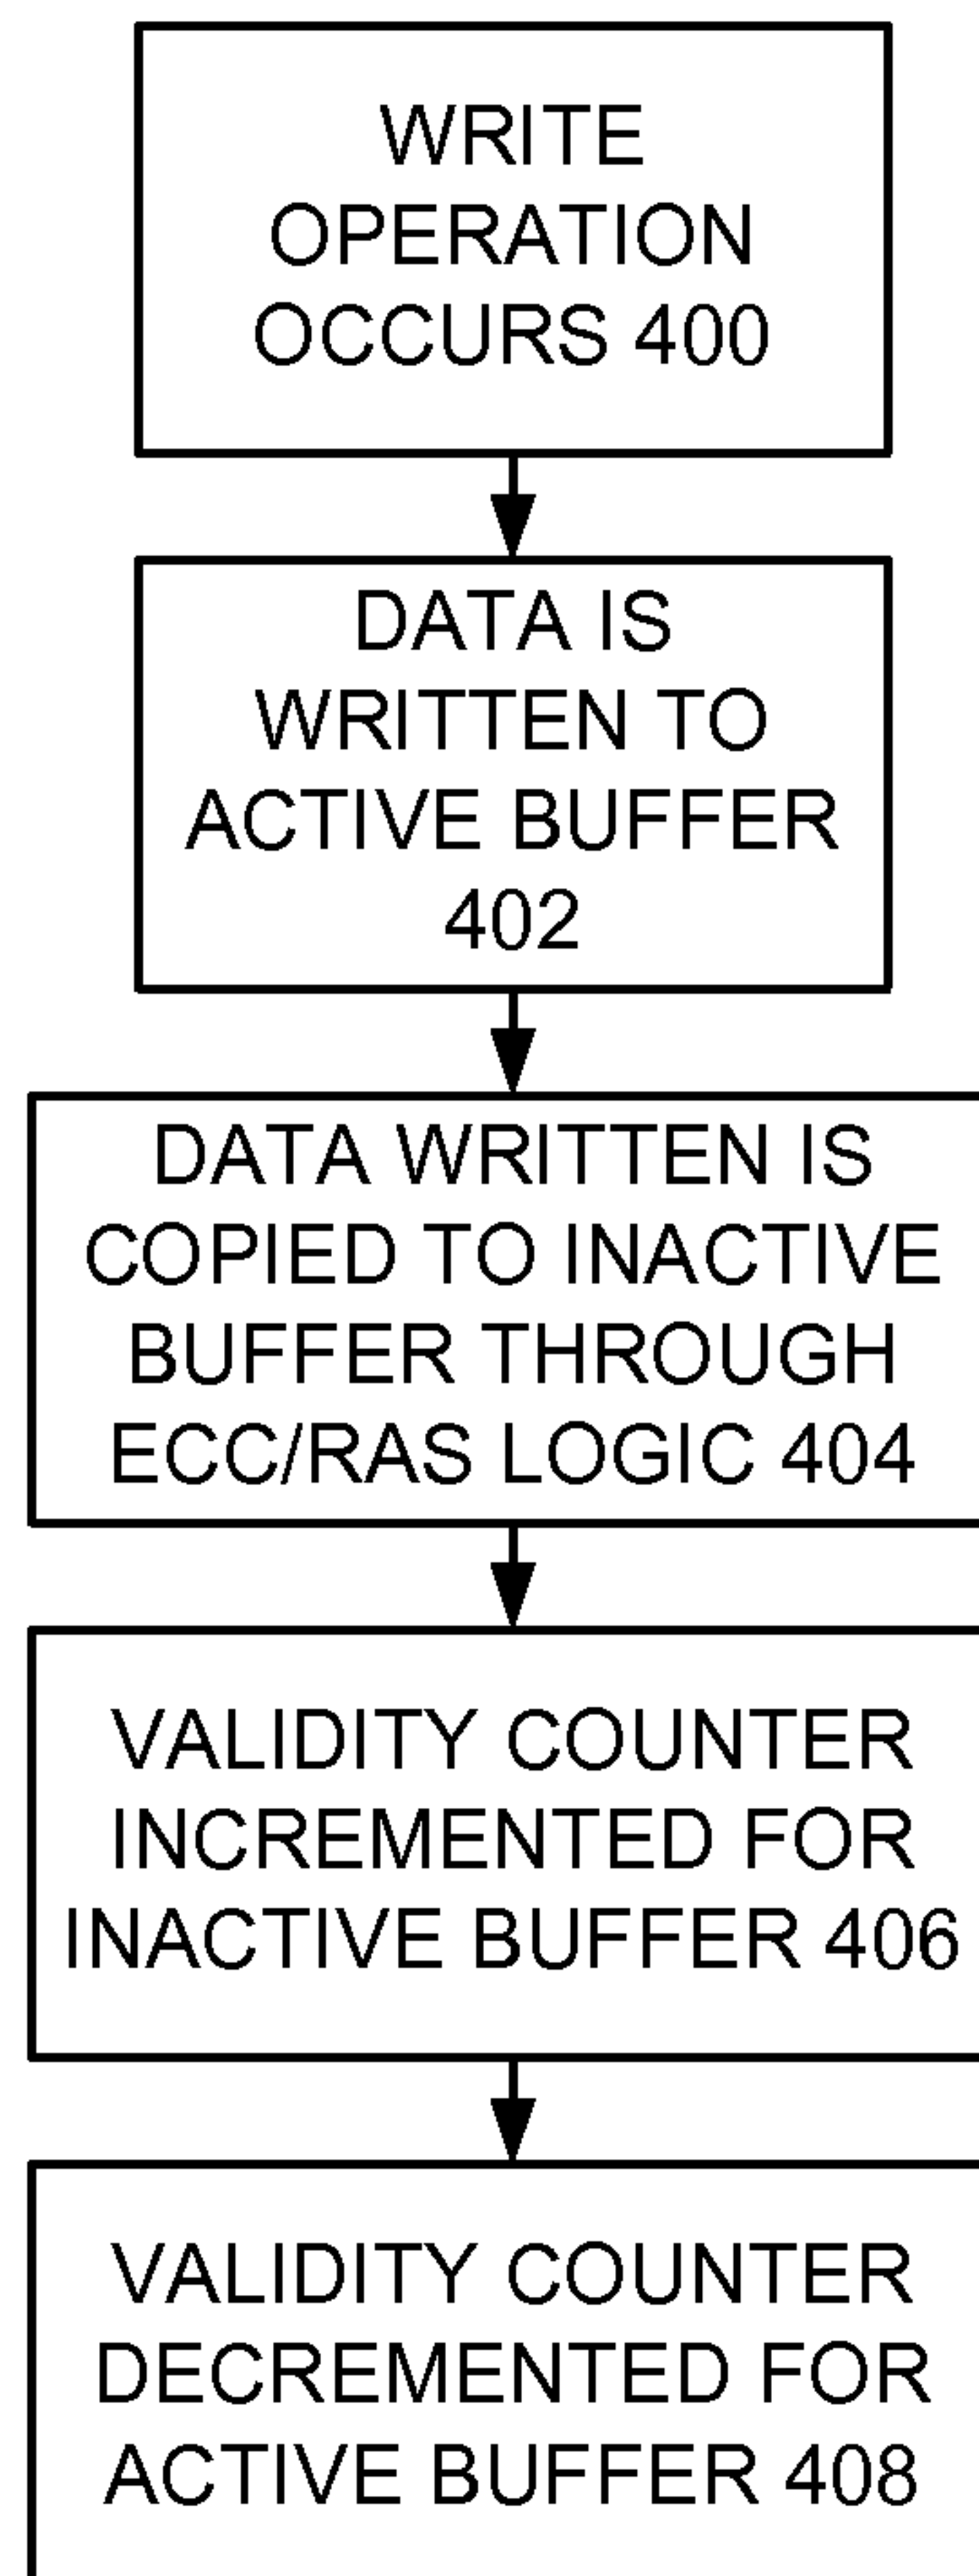 WRITE
OPERATION
OCCURS 400
DATA IS
WRITTEN TO
ACTIVE BUFFER
402
DATA WRITTEN IS
COPIED TO INACTIVE
BUFFER THROUGH
ECC/RAS LOGIC 404
VALIDITY COUNTER
INCREMENTED FOR
INACTIVE BUFFER 406
VALIDITY COUNTER
DECREMENTED FOR
ACTIVE BUFFER 408